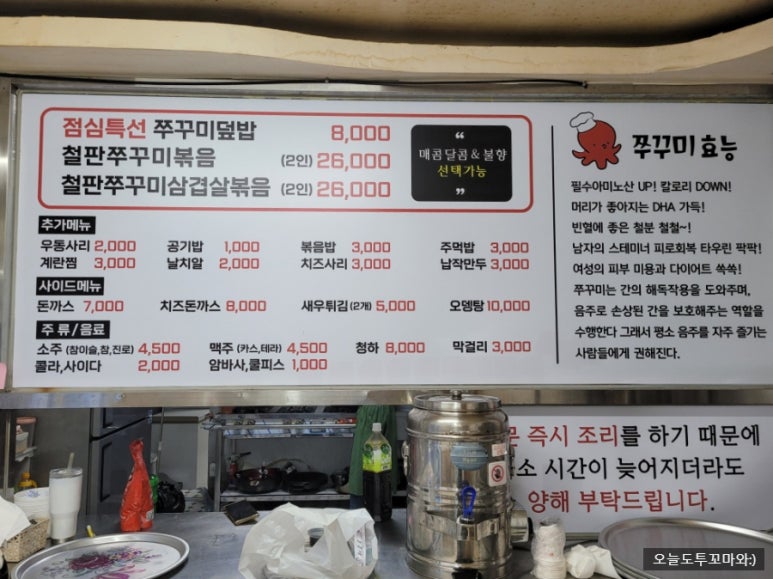 점심특선 쭈꾸미덮밥 8,000
철판쭈꾸미볶음 (2인) 26,000
철판쭈꾸미삼겹살볶음 (2인) 26,000
“
매콤달콤&불향
선택가능
”
추가메뉴
우동사리 2,000 공기밥 1,000 볶음밥 3,000 주먹밥 3,000
계란찜 3,000 날치알 2,000 치즈사리 3,000 납작만두 3,000
사이드메뉴
돈까스 7,000 치즈돈까스 8,000 새우튀김(2개) 5,000 오뎅탕 10,000
주류/음료
소주 (참이슬,참,진로) 4,500 맥주 (카스,테라) 4,500 청하 8,000 막걸리 3,000
콜라,사이다 2,000 암바사,쿨피스 1,000
쭈꾸미 효능
필수아미노산 UP! 칼로리 DOWN!
머리가 좋아지는 DHA 가득!
빈혈에 좋은 철분 철철~!
남자의 스테미너 피로회복 타우린 팍팍!
여성의 피부 미용과 다이어트 쏙쏙!
쭈꾸미는 간의 해독작용을 도와주며,
음주로 손상된 간을 보호해주는 역할을
수행한다 그래서 평소 음주를 자주 즐기는
사람들에게 권해진다.
즉시 조리를 하기 때문에
시간이 늦어지더라도
양해 부탁드립니다.
오늘도투꼬마와;)